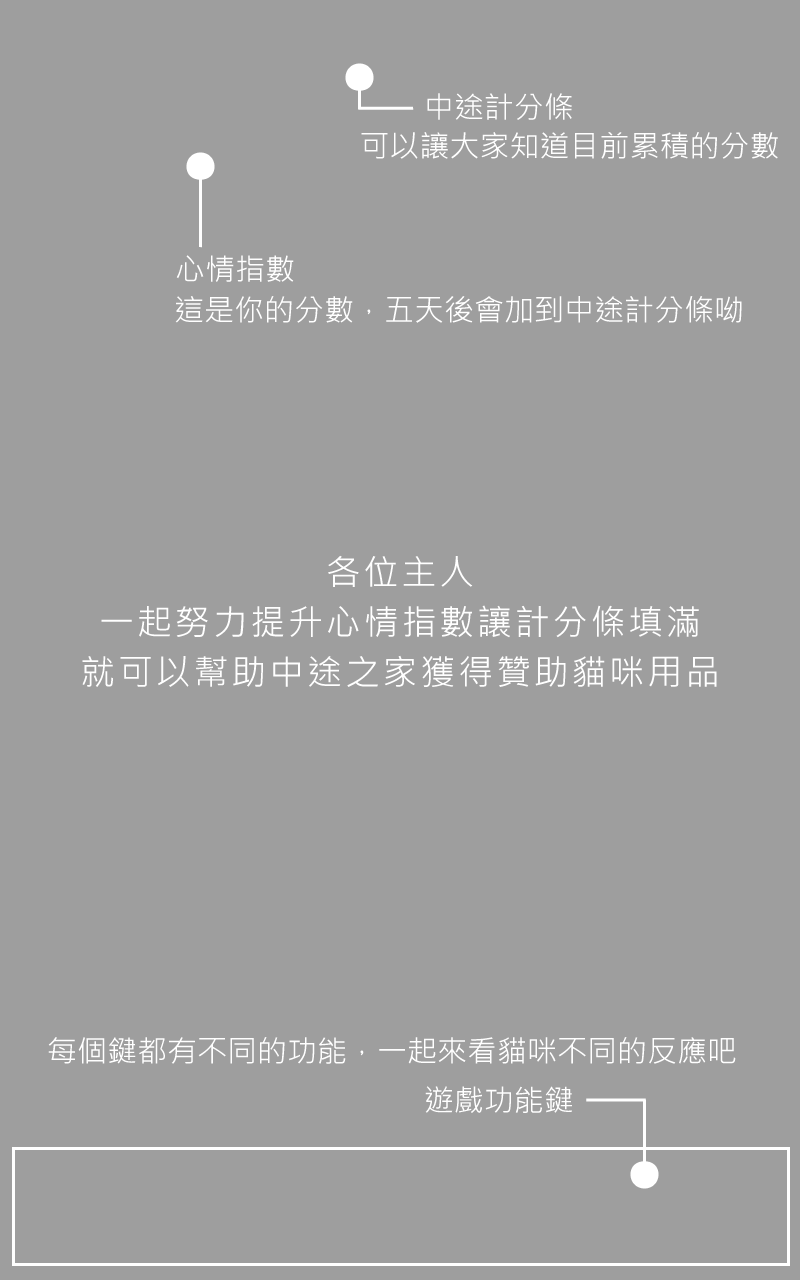 中途計分條
可以讓大家知道目前累積的分數
心情指數
這是你的分數，五天後會加到中途計分條呦
各位主人
一起努力提升心情指數讓計分條填滿
就可以幫助中途之家獲得贊助貓咪用品
每個鍵都有不同的功能，一起來看貓咪不同的反應吧
遊戲功能鍵